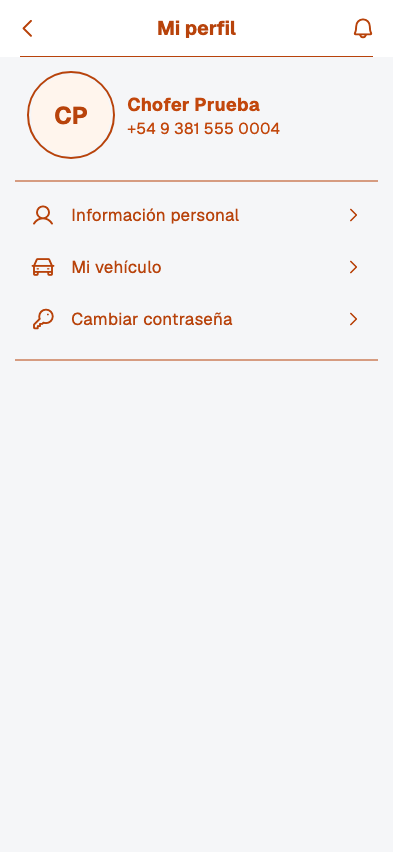 Mi perfil
CP
Chofer Prueba
+54 9 381 555 0004
Información personal
Mi vehículo
Cambiar contraseña